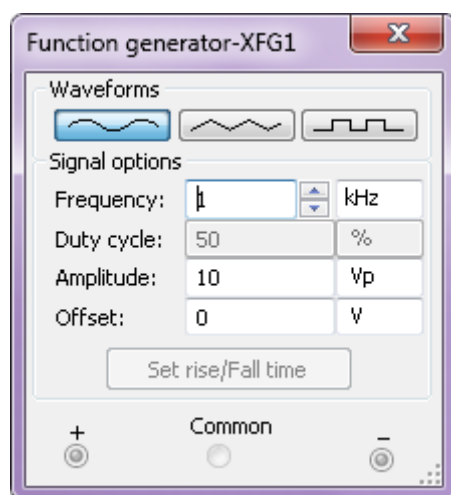 Function generator-XFG1
Waveforms
Signal options
Frequency: 1 kHz
Duty cycle: 50 %
Amplitude: 10 Vp
Offset: 0 V
Set rise/Fall time
+ Common −